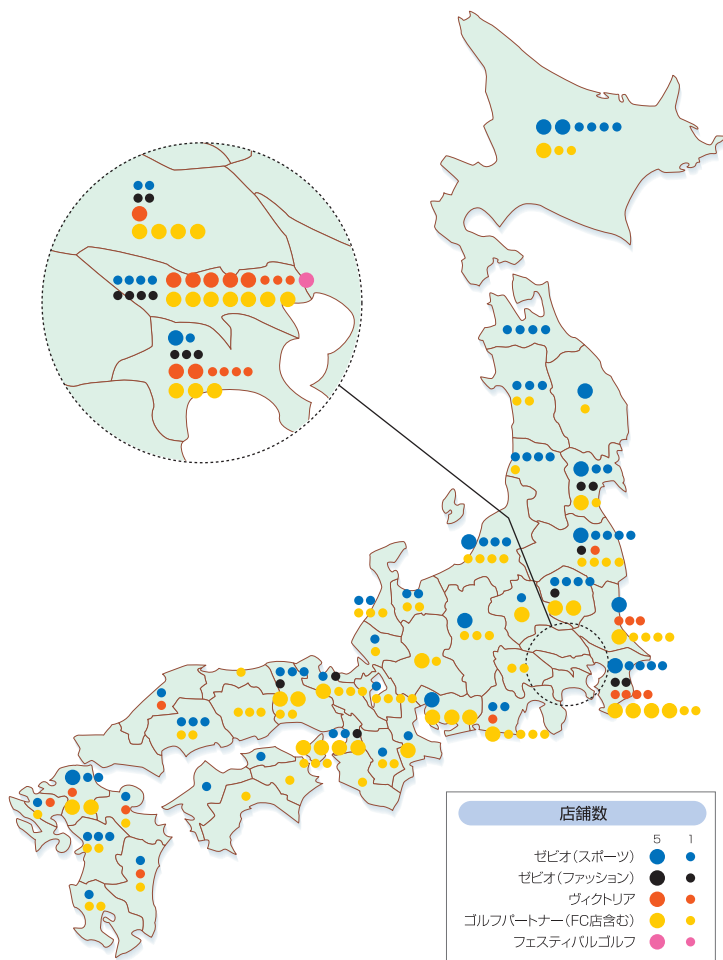 店舗数
5 1
ゼビオ(スポーツ)
ゼビオ(ファッション)
ヴィクトリア
ゴルフパートナー(FC店含む)
フェスティバルゴルフ